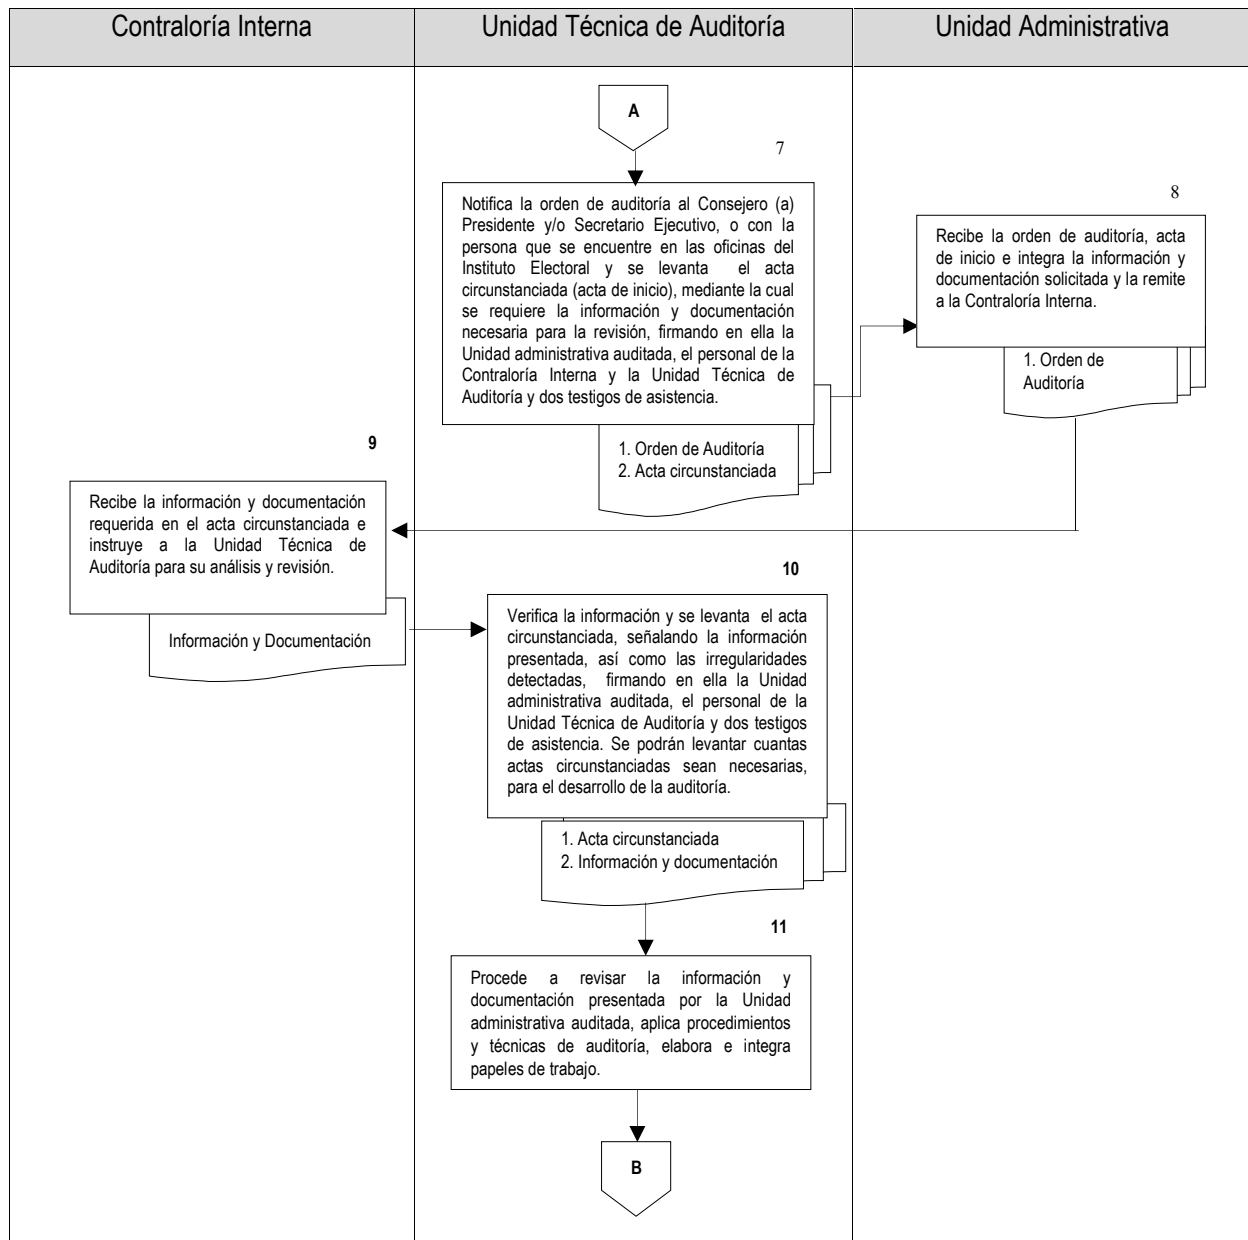 Contraloría Interna
Unidad Técnica de Auditoría
Unidad Administrativa
A
7
Notifica la orden de auditoría al Consejero (a)
Presidente y/o Secretario Ejecutivo, o con la
persona que se encuentre en las oficinas del
Instituto Electoral y se levanta el acta
circunstanciada (acta de inicio), mediante la cual
se requiere la información y documentación
necesaria para la revisión, firmando en ella la
Unidad administrativa auditada, el personal de la
Contraloría Interna y la Unidad Técnica de
Auditoría y dos testigos de asistencia.
1. Orden de Auditoría
2. Acta circunstanciada
8
Recibe la orden de auditoría, acta
de inicio e integra la información y
documentación solicitada y la remite
a la Contraloría Interna.
1. Orden de
Auditoría
9
Recibe la información y documentación
requerida en el acta circunstanciada e
instruye a la Unidad Técnica de
Auditoría para su análisis y revisión.
Información y Documentación
10
Verifica la información y se levanta el acta
circunstanciada, señalando la información
presentada, así como las irregularidades
detectadas, firmando en ella la Unidad
administrativa auditada, el personal de la
Unidad Técnica de Auditoría y dos testigos
de asistencia. Se podrán levantar cuantas
actas circunstanciadas sean necesarias,
para el desarrollo de la auditoría.
1. Acta circunstanciada
2. Información y documentación
11
Procede a revisar la información y
documentación presentada por la Unidad
administrativa auditada, aplica procedimientos
y técnicas de auditoría, elabora e integra
papeles de trabajo.
B